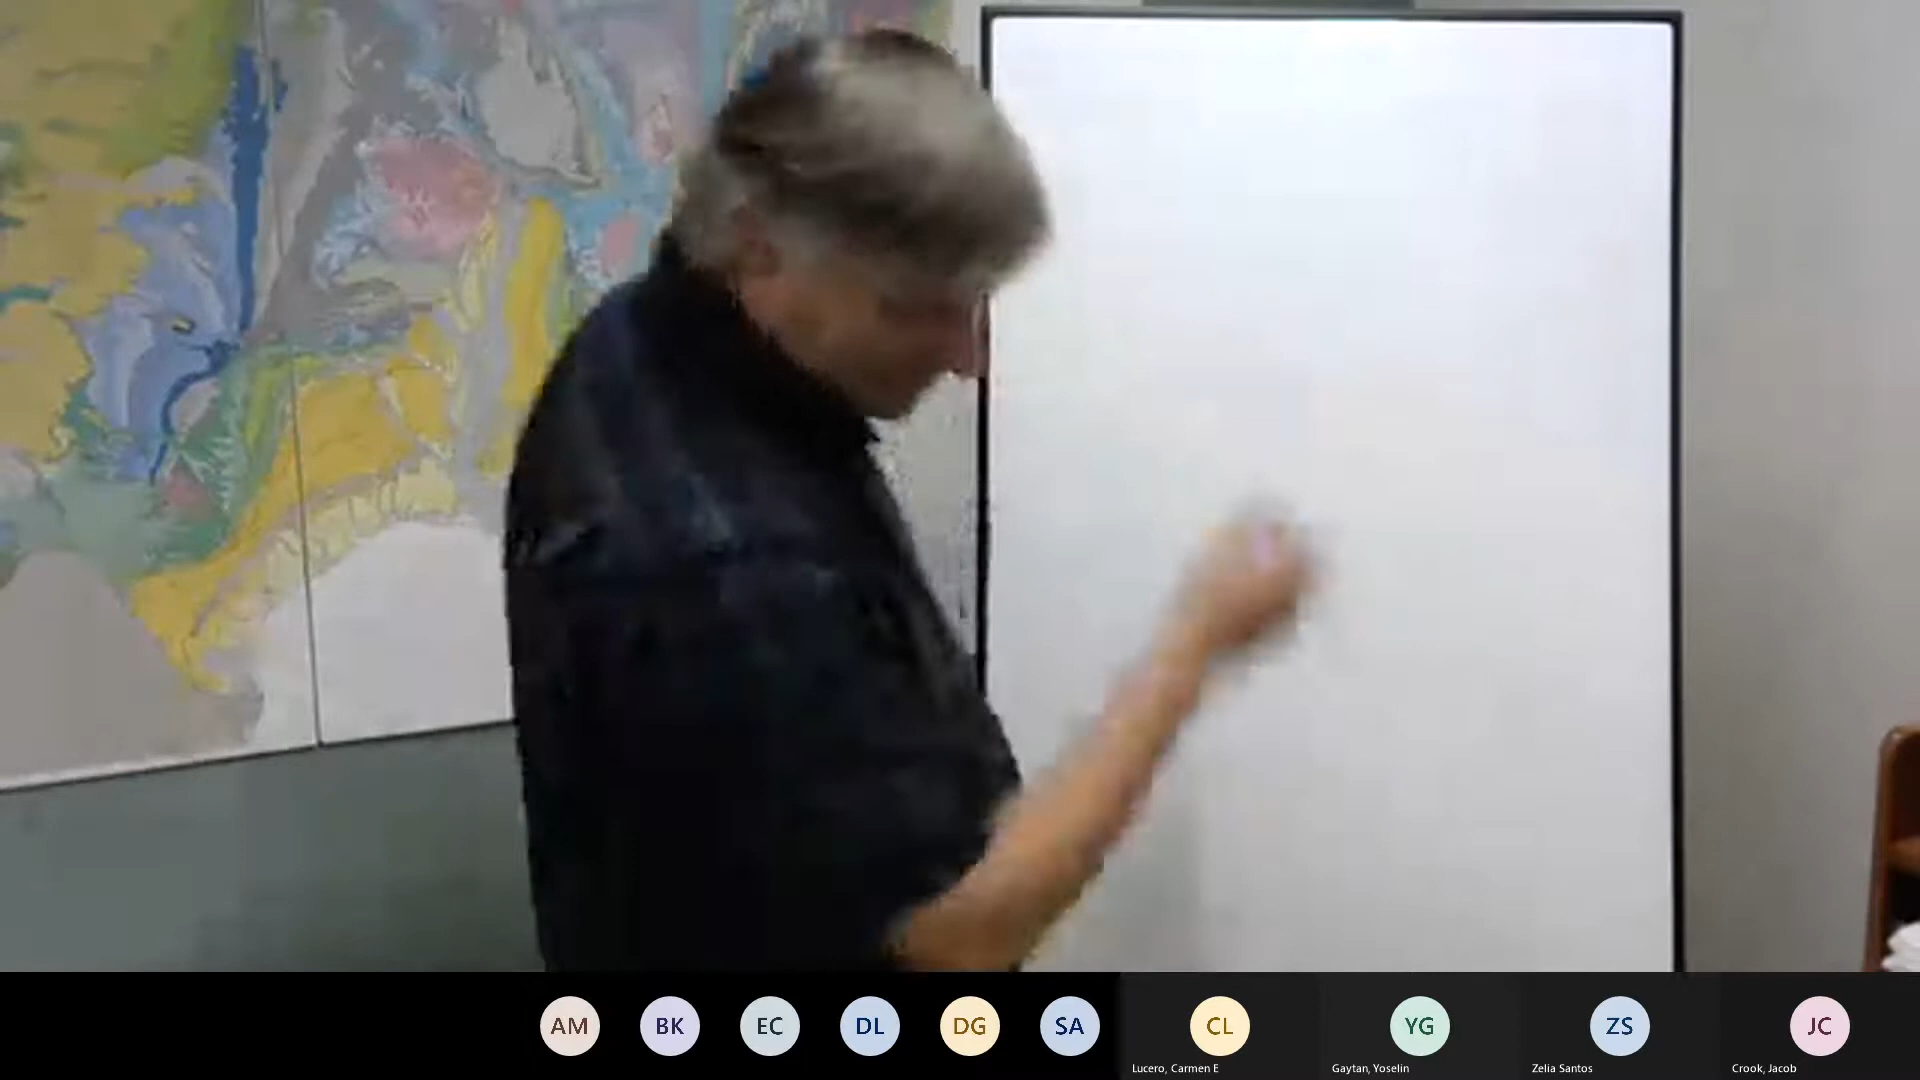 AM
BK
EC
DL
DG
SA
CL
YG
ZS
JC
Lucero, Carmen E
Gaytan, Yoselin
Zelia Santos
Crook, Jacob